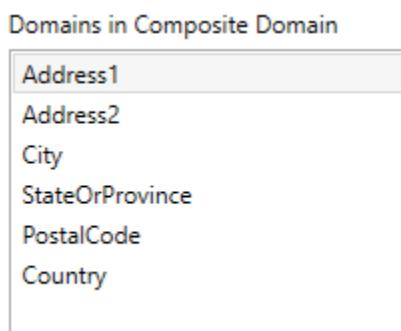 Domains in Composite Domain
Address1
Address2
City
StateOrProvince
PostalCode
Country